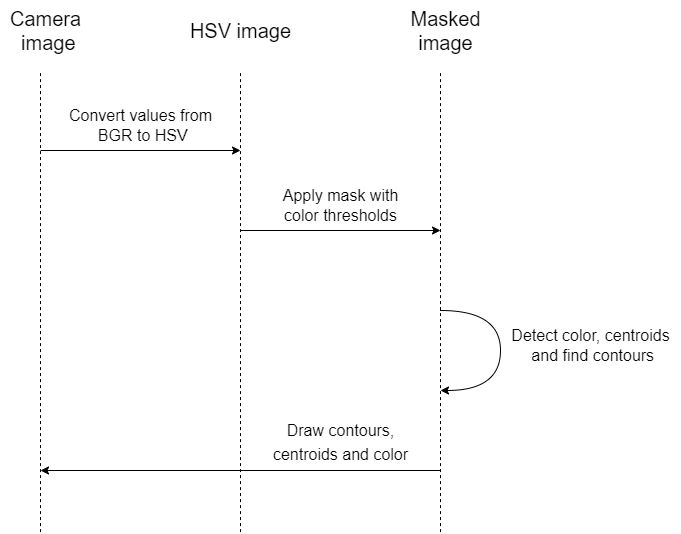 Camera
image
HSV image
Masked
image
Convert values from
BGR to HSV
Apply mask with
color thresholds
Detect color, centroids
and find contours
Draw contours,
centroids and color